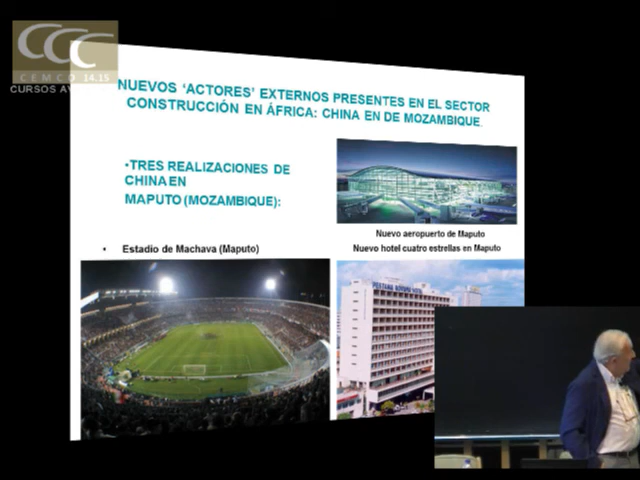 CCC
CEMCO 14.15
CURSOS AV
NUEVOS 'ACTORES' EXTERNOS PRESENTES EN EL SECTOR
CONSTRUCCIÓN EN ÁFRICA: CHINA EN DE MOZAMBIQUE.
•TRES REALIZACIONES DE
CHINA EN
MAPUTO (MOZAMBIQUE):
Nuevo aeropuerto de Maputo
• Estadio de Machava (Maputo)
Nuevo hotel cuatro estrellas en Maputo